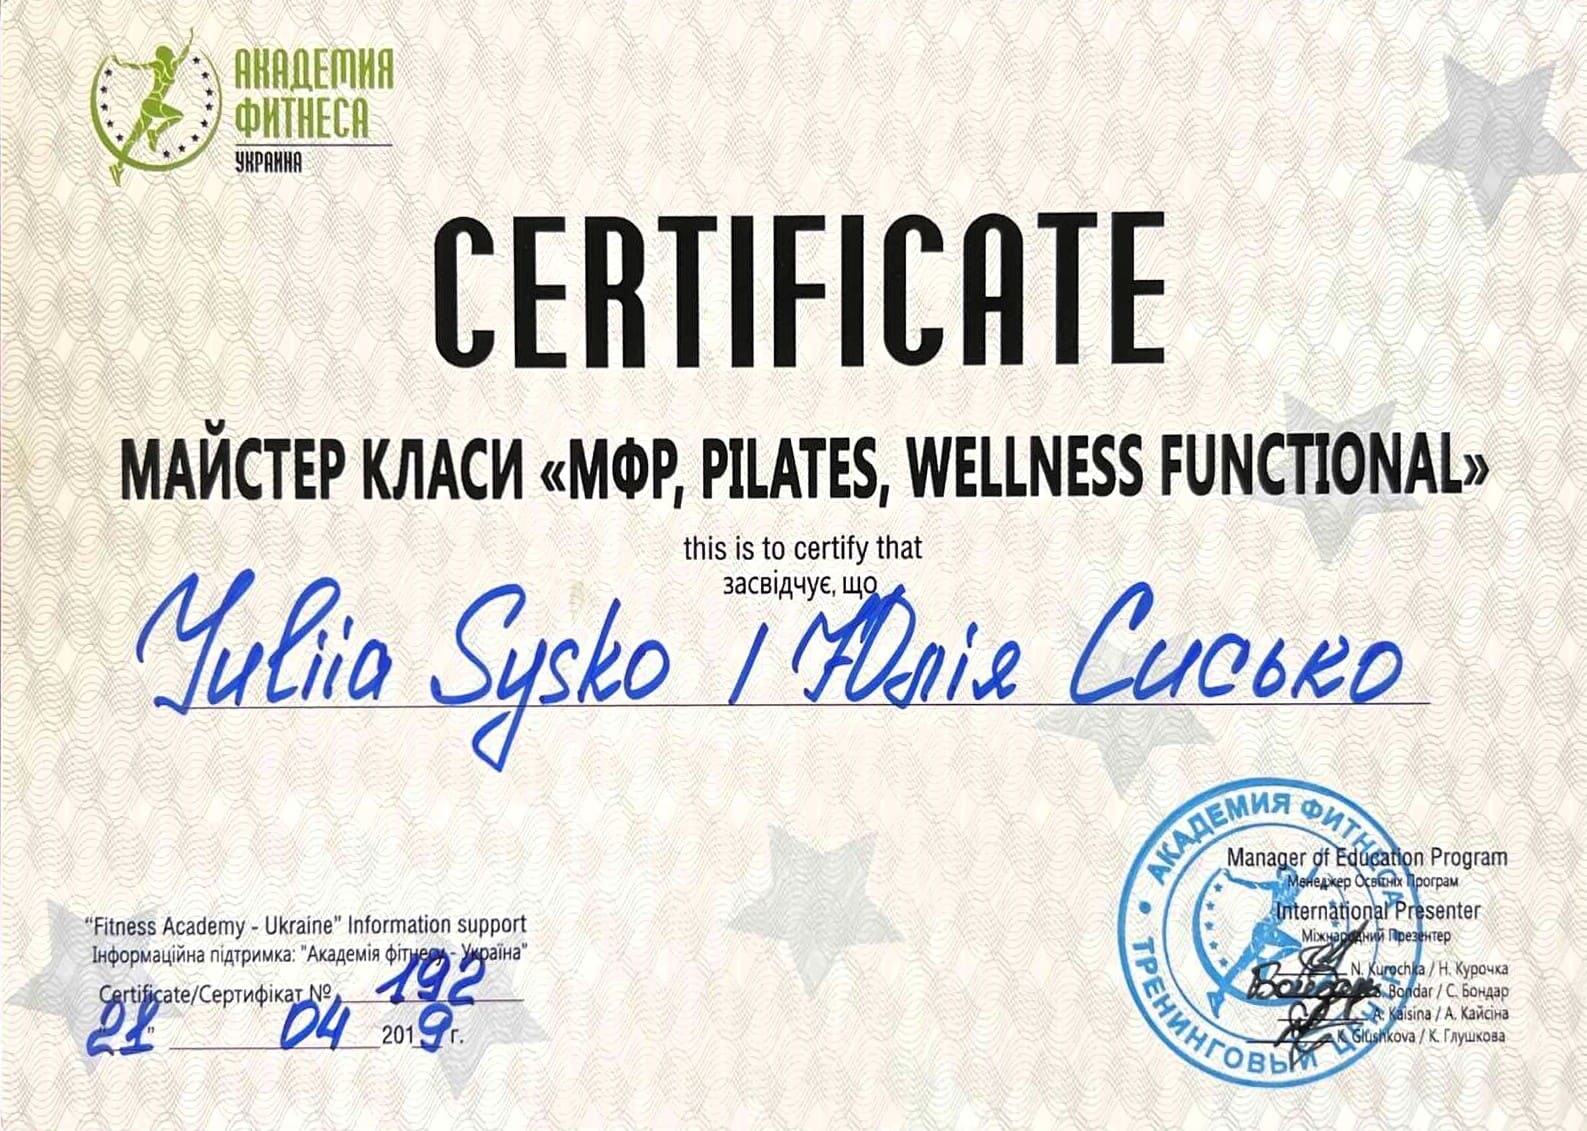 АКАДЕМИЯ
ФИТНЕСА
УКРАИНА
CERTIFICATE
МАЙСТЕР КЛАСИ «МФР, PILATES, WELLNESS FUNCTIONAL»
this is to certify that
засвідчує, що
Yuliia Sysko / Юлія Сисько
"Fitness Academy - Ukraine" Information support
Інформаційна підтримка: "Академія фітнесу - Україна"
Certificate/Сертифікат № 192
"21" 04 2019 г.
АКАДЕМИЯ ФИТНЕСА
ТРЕНИНГОВЫЙ ЦЕНТР
Manager of Education Program
Менеджер Освітніх Програм
International Presenter
Міжнародний Презентер
N. Kurochka / Н. Курочка
S. Bondar / С. Бондар
A. Kaisina / А. Кайсіна
K. Glushkova / К. Глушкова